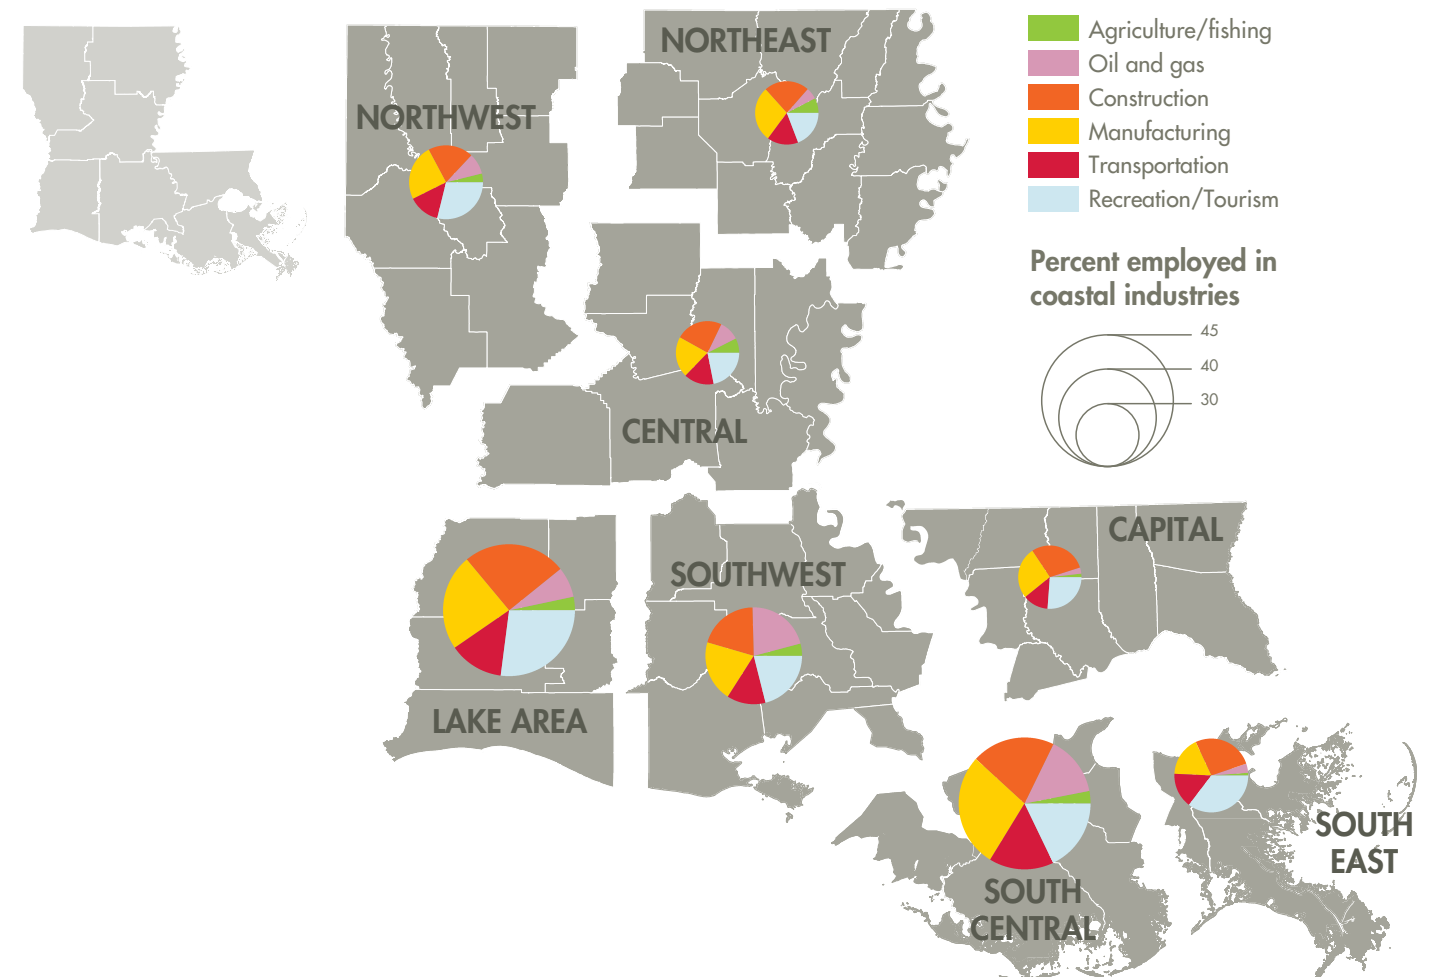 NORTHEAST
NORTHWEST
CENTRAL
Agriculture/fishing
Oil and gas
Construction
Manufacturing
Transportation
Recreation/Tourism
Percent employed in
coastal industries
45
40
30
LAKE AREA
SOUTHWEST
CAPITAL
SOUTH
CENTRAL
SOUTH
EAST